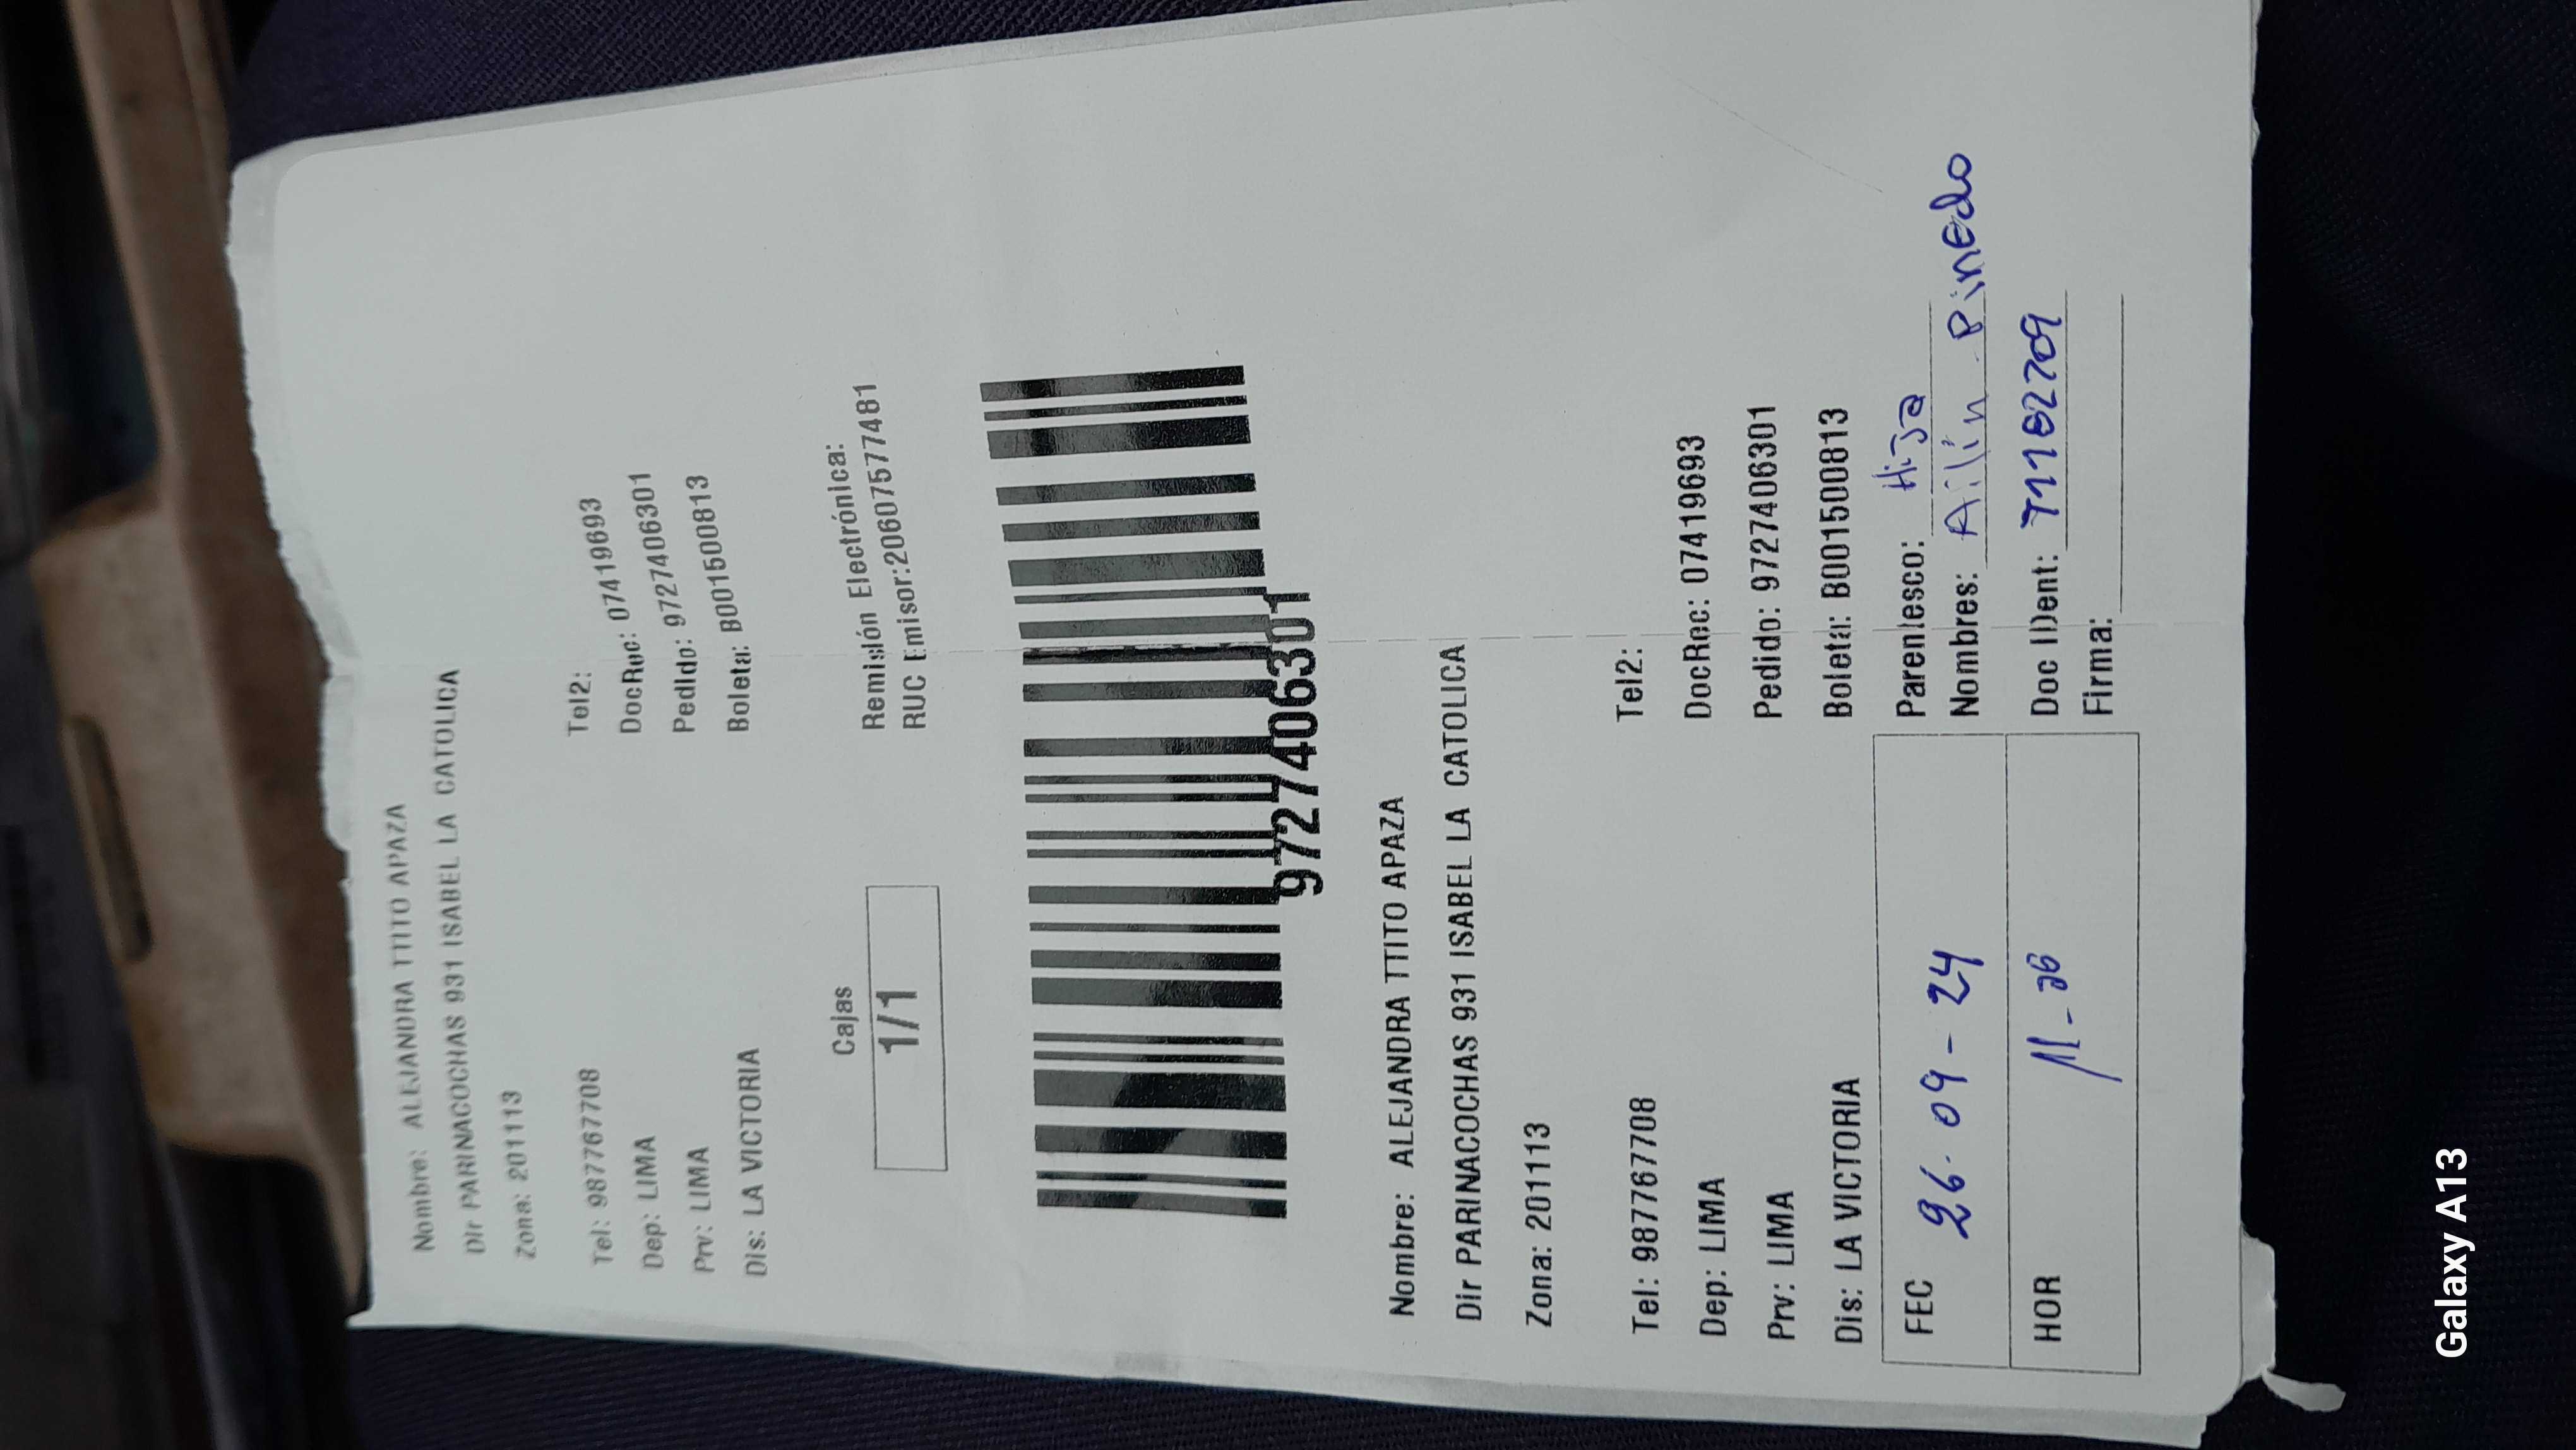 Nombre: ALEJANDRA TTITO APAZA
Dir PARINACOCHAS 931 ISABEL LA CATOLICA
Zona: 201113
Tel: 987767708 Tel2:
Dep: LIMA DocRec: 07419693
Prv: LIMA Pedido: 9727406301
Dis: LA VICTORIA Boleta: B001500813
Cajas Remisión Electrónica:
1/1 RUC Emisor:20607577481
9727406301
Nombre: ALEJANDRA TTITO APAZA
Dir PARINACOCHAS 931 ISABEL LA CATOLICA
Zona: 201113
Tel: 987767708 Tel2:
Dep: LIMA DocRec: 07419693
Prv: LIMA Pedido: 9727406301
Dis: LA VICTORIA Boleta: B001500813
FEC 26-09-24 Parentesco: Hija
Nombres: Ailín Pinedo
HOR Doc IDent:
Firma:
Galaxy A13